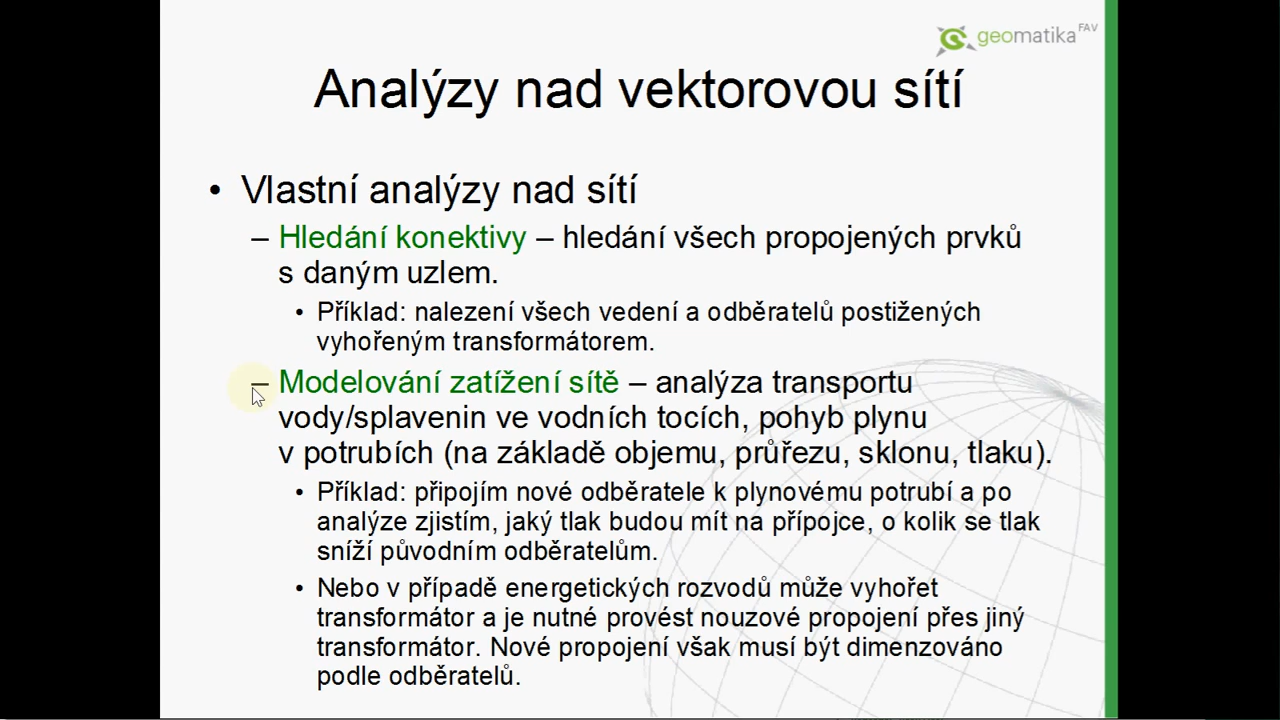 geomatika FAV
Analýzy nad vektorovou sítí
• Vlastní analýzy nad sítí
– Hledání konektivy – hledání všech propojených prvků
s daným uzlem.
• Příklad: nalezení všech vedení a odběratelů postižených
vyhořeným transformátorem.
– Modelování zatížení sítě – analýza transportu
vody/splavenin ve vodních tocích, pohyb plynu
v potrubích (na základě objemu, průřezu, sklonu, tlaku).
• Příklad: připojím nové odběratele k plynovému potrubí a po
analýze zjistím, jaký tlak budou mít na přípojce, o kolik se tlak
sníží původním odběratelům.
• Nebo v případě energetických rozvodů může vyhořet
transformátor a je nutné provést nouzové propojení přes jiný
transformátor. Nové propojení však musí být dimenzováno
podle odběratelů.